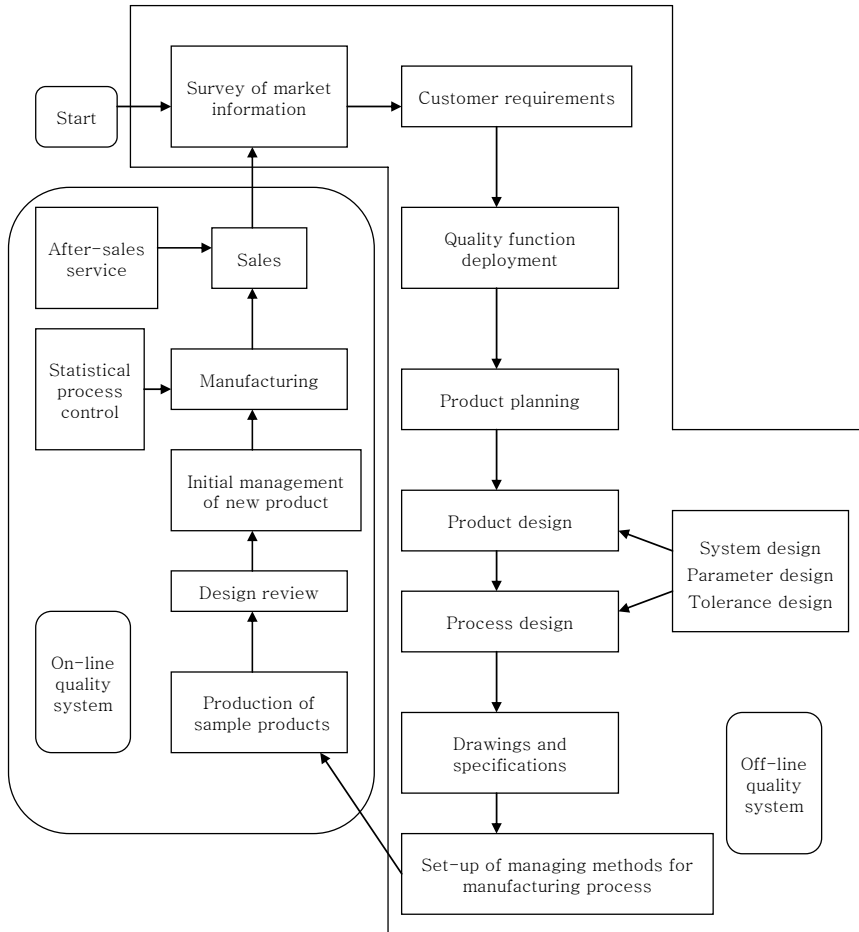 Start
Survey of market
information
Customer requirements
After-sales
service
Sales
Quality function
deployment
Statistical
process
control
Manufacturing
Product planning
Initial management
of new product
Product design
System design
Parameter design
Tolerance design
Design review
Process design
On-line
quality
system
Production of
sample products
Drawings and
specifications
Off-line
quality
system
Set-up of managing methods for
manufacturing process